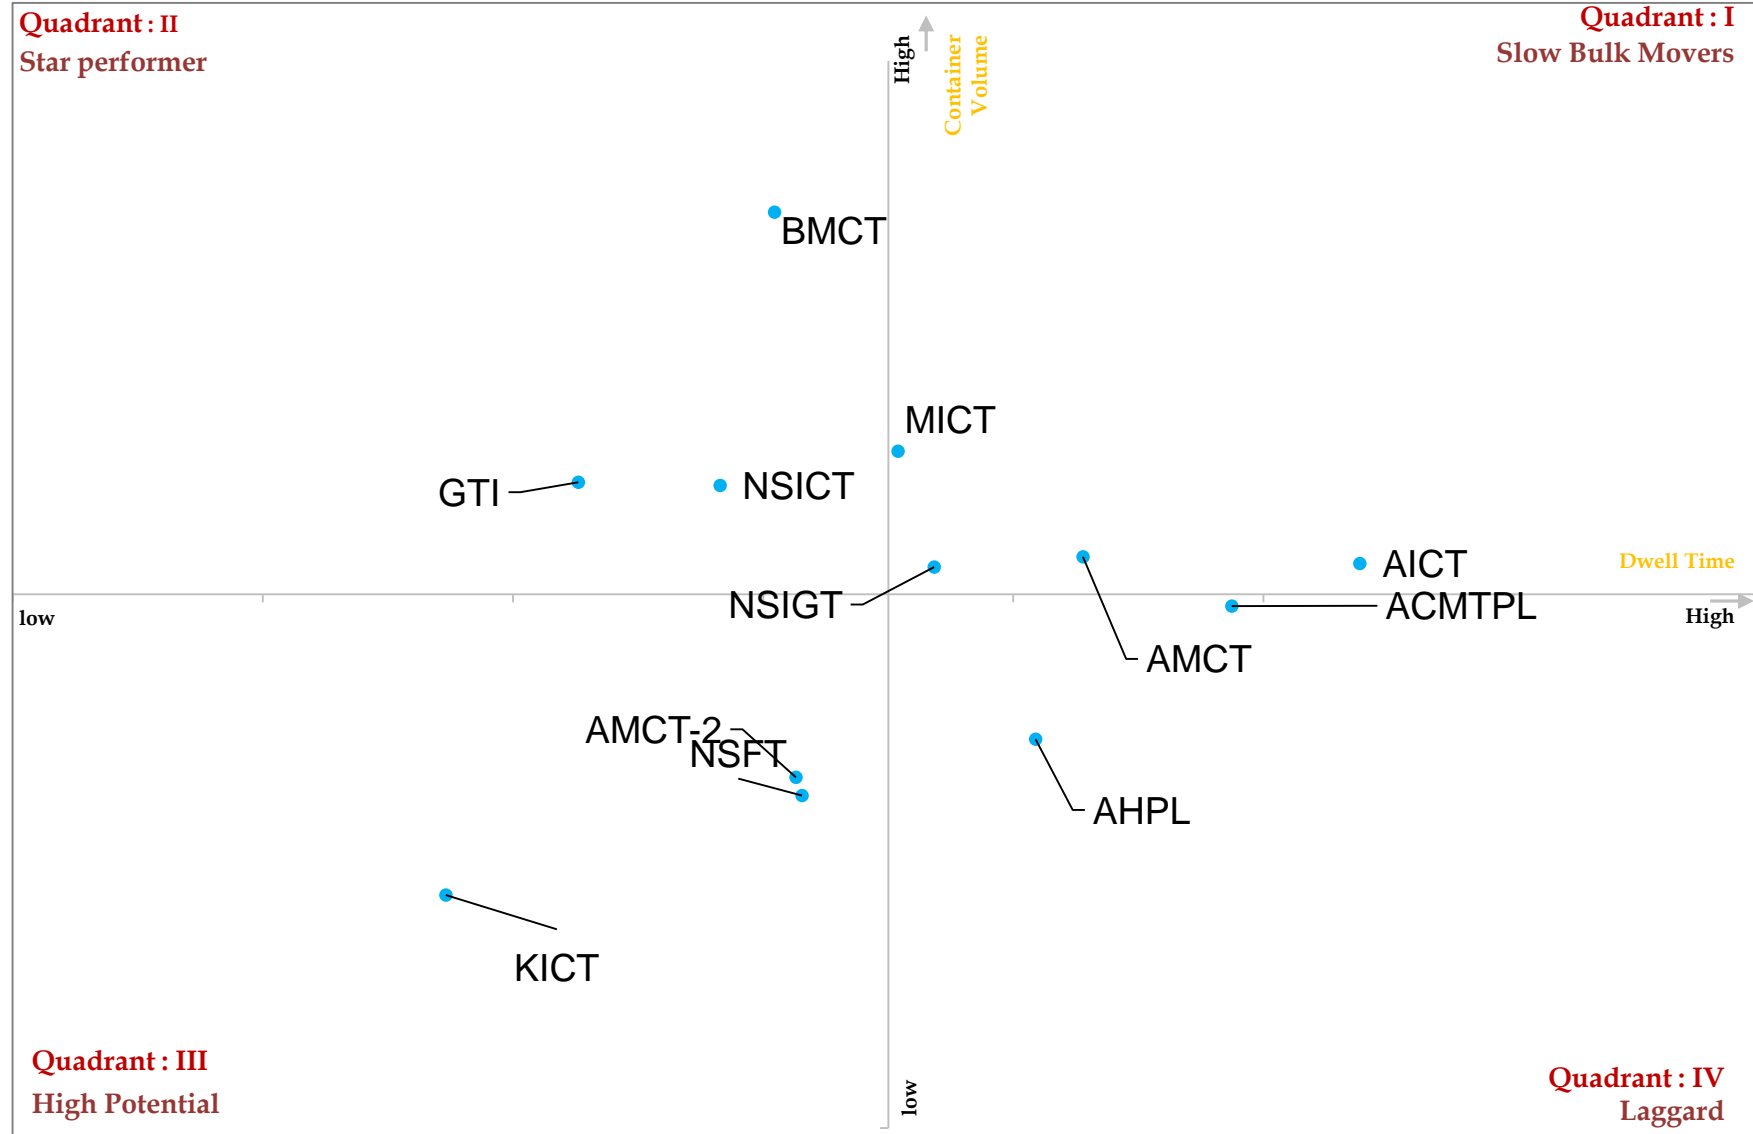 Quadrant : II
Star performer
Quadrant : I
Slow Bulk Movers
High
Container
Volume
BMCT
MICT
GTI
NSICT
NSIGT
AICT
Dwell Time
ACMTPL
low
High
AMCT
AMCT-2
NSFT
AHPL
KICT
Quadrant : III
High Potential
low
Quadrant : IV
Laggard